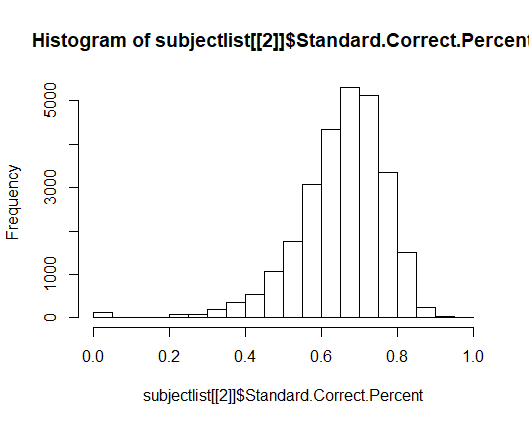 Histogram of subjectlist[[2]]$Standard.Correct.Percent
5000
3000
1000
0
Frequency
0.0 0.2 0.4 0.6 0.8 1.0
subjectlist[[2]]$Standard.Correct.Percent